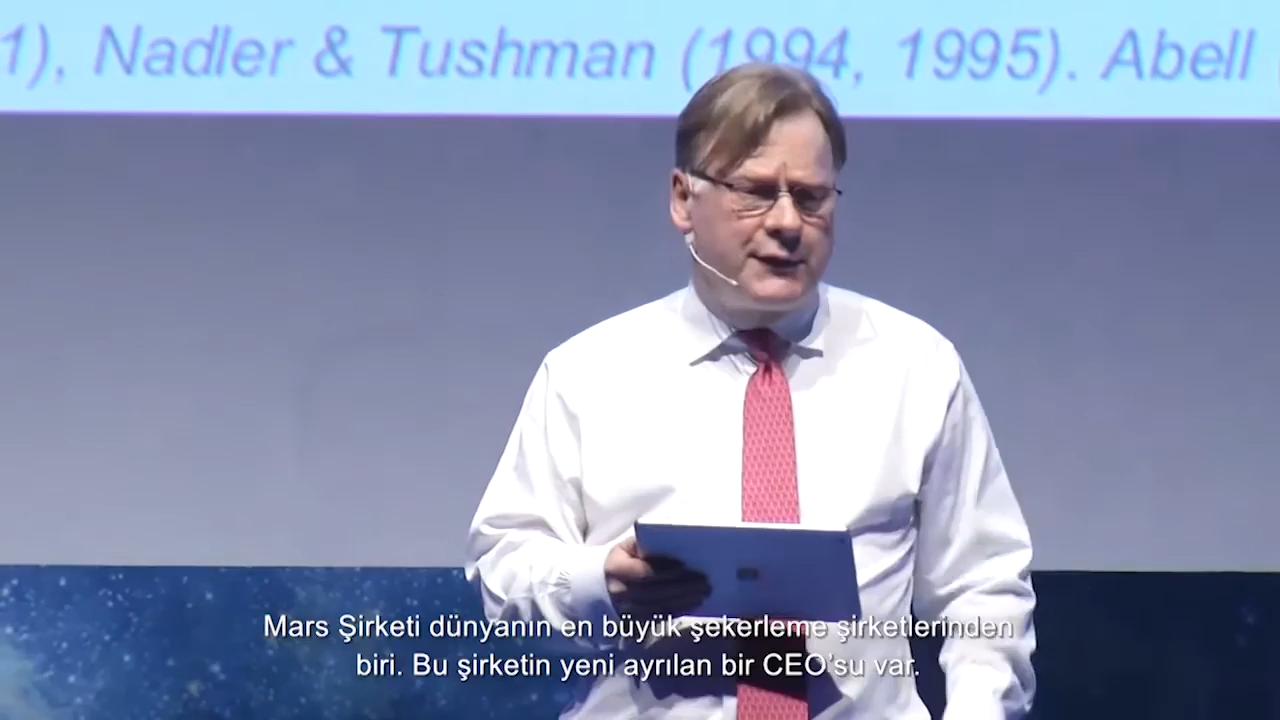 1), Nadler & Tushman (1994, 1995). Abell
Mars Şirketi dünyanın en büyük şekerleme şirketlerinden
biri. Bu şirketin yeni ayrılan bir CEO'su var.